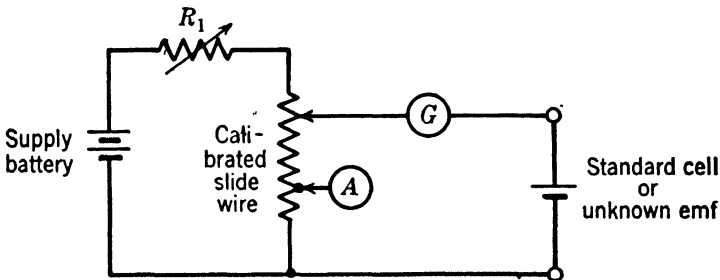 R1
Supply
battery
Cali-
brated
slide
wire
G
A
Standard cell
or
unknown emf